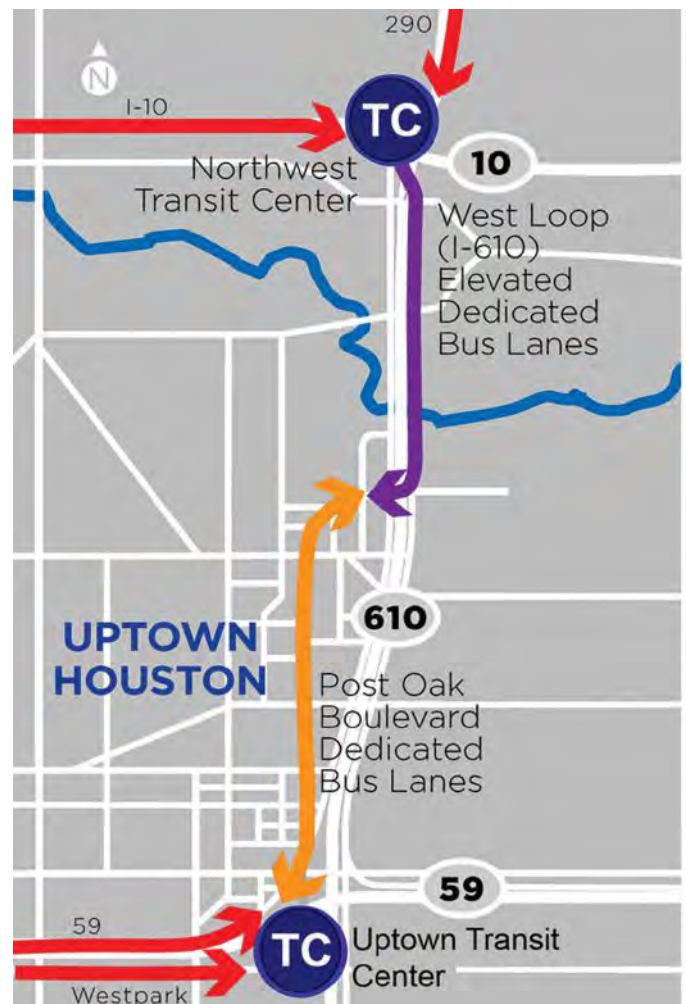 290
N
I-10
TC
Northwest
Transit Center
10
West Loop
(I-610)
Elevated
Dedicated
Bus Lanes
610
UPTOWN
HOUSTON
Post Oak
Boulevard
Dedicated
Bus Lanes
59
59
TC
Uptown Transit
Center
Westpark